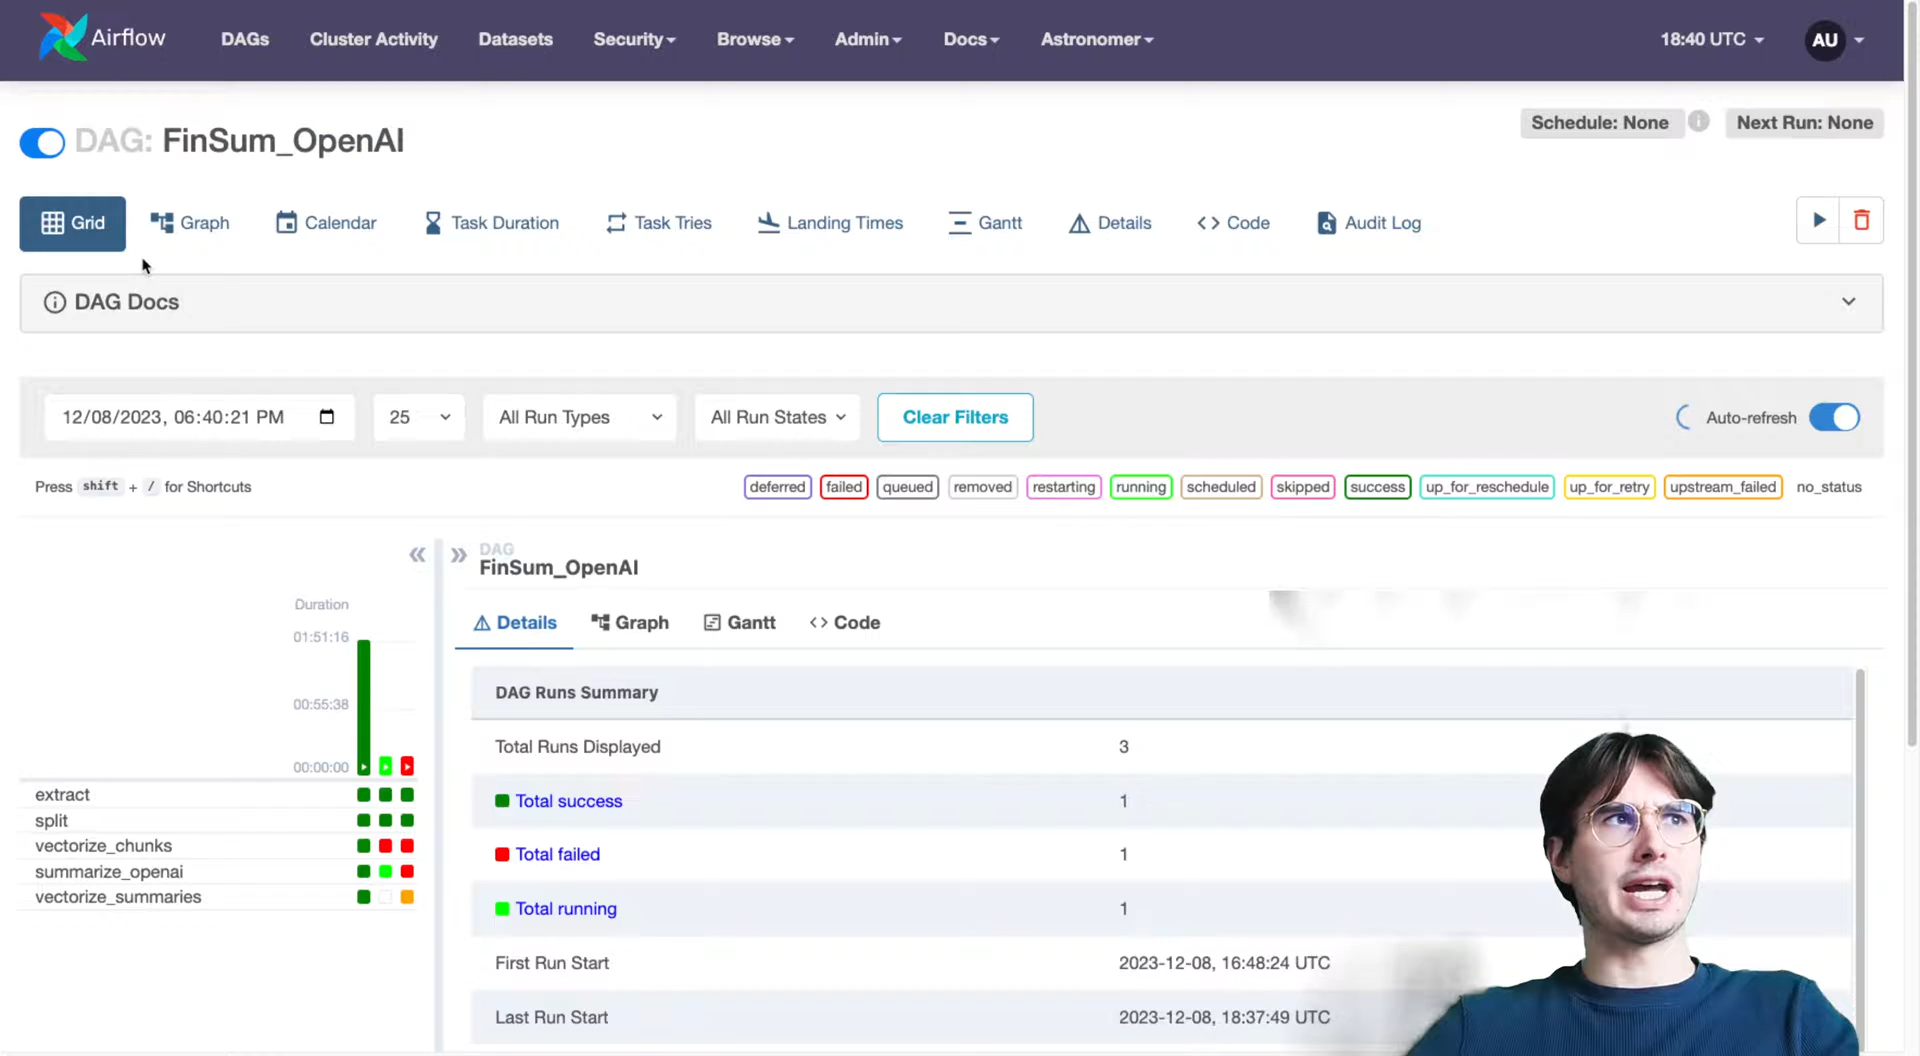 Airflow DAGs Cluster Activity Datasets Security Browse Admin Docs Astronomer 18:40 UTC AU
DAG: FinSum_OpenAI
Schedule: None Next Run: None
Grid Graph Calendar Task Duration Task Tries Landing Times Gantt Details Code Audit Log
DAG Docs
12/08/2023, 06:40:21 PM 25 All Run Types All Run States Clear Filters Auto-refresh
Press shift + / for Shortcuts
deferred failed queued removed restarting running scheduled skipped success up_for_reschedule up_for_retry upstream_failed no_status
DAG
FinSum_OpenAI
Duration
01:51:16
00:55:38
00:00:00
extract
split
vectorize_chunks
summarize_openai
vectorize_summaries
Details Graph Gantt Code
DAG Runs Summary
Total Runs Displayed 3
Total success 1
Total failed 1
Total running 1
First Run Start 2023-12-08, 16:48:24 UTC
Last Run Start 2023-12-08, 18:37:49 UTC